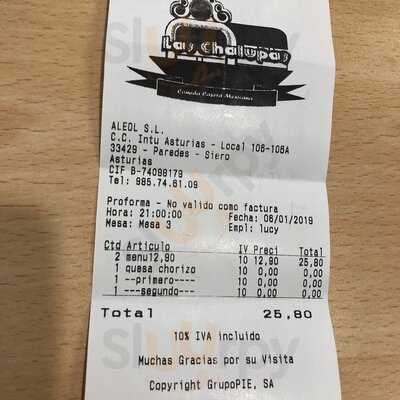 Las Chalupas
Comida Casera Mexicana
ALEOL S.L.
C.C. Intu Asturias - Local 106-106A
33429 - Paredes - Siero
Asturias
CIF B-74098179
Tel: 985.74.61.09
Proforma - No valido como factura
Hora: 21:00:00 Fecha: 06/01/2019
Mesa: Mesa 3 Empl: lucy
Ctd Articulo IV Preci Total
2 menu12,90 10 12,90 25,80
1 quesa chorizo 10 0,00 0,00
1 --primero---- 10 0,00 0,00
1 ---segundo--- 10 0,00 0,00
Total 25,80
10% IVA incluido
Muchas Gracias por su Visita
Copyright GrupoPIE, SA